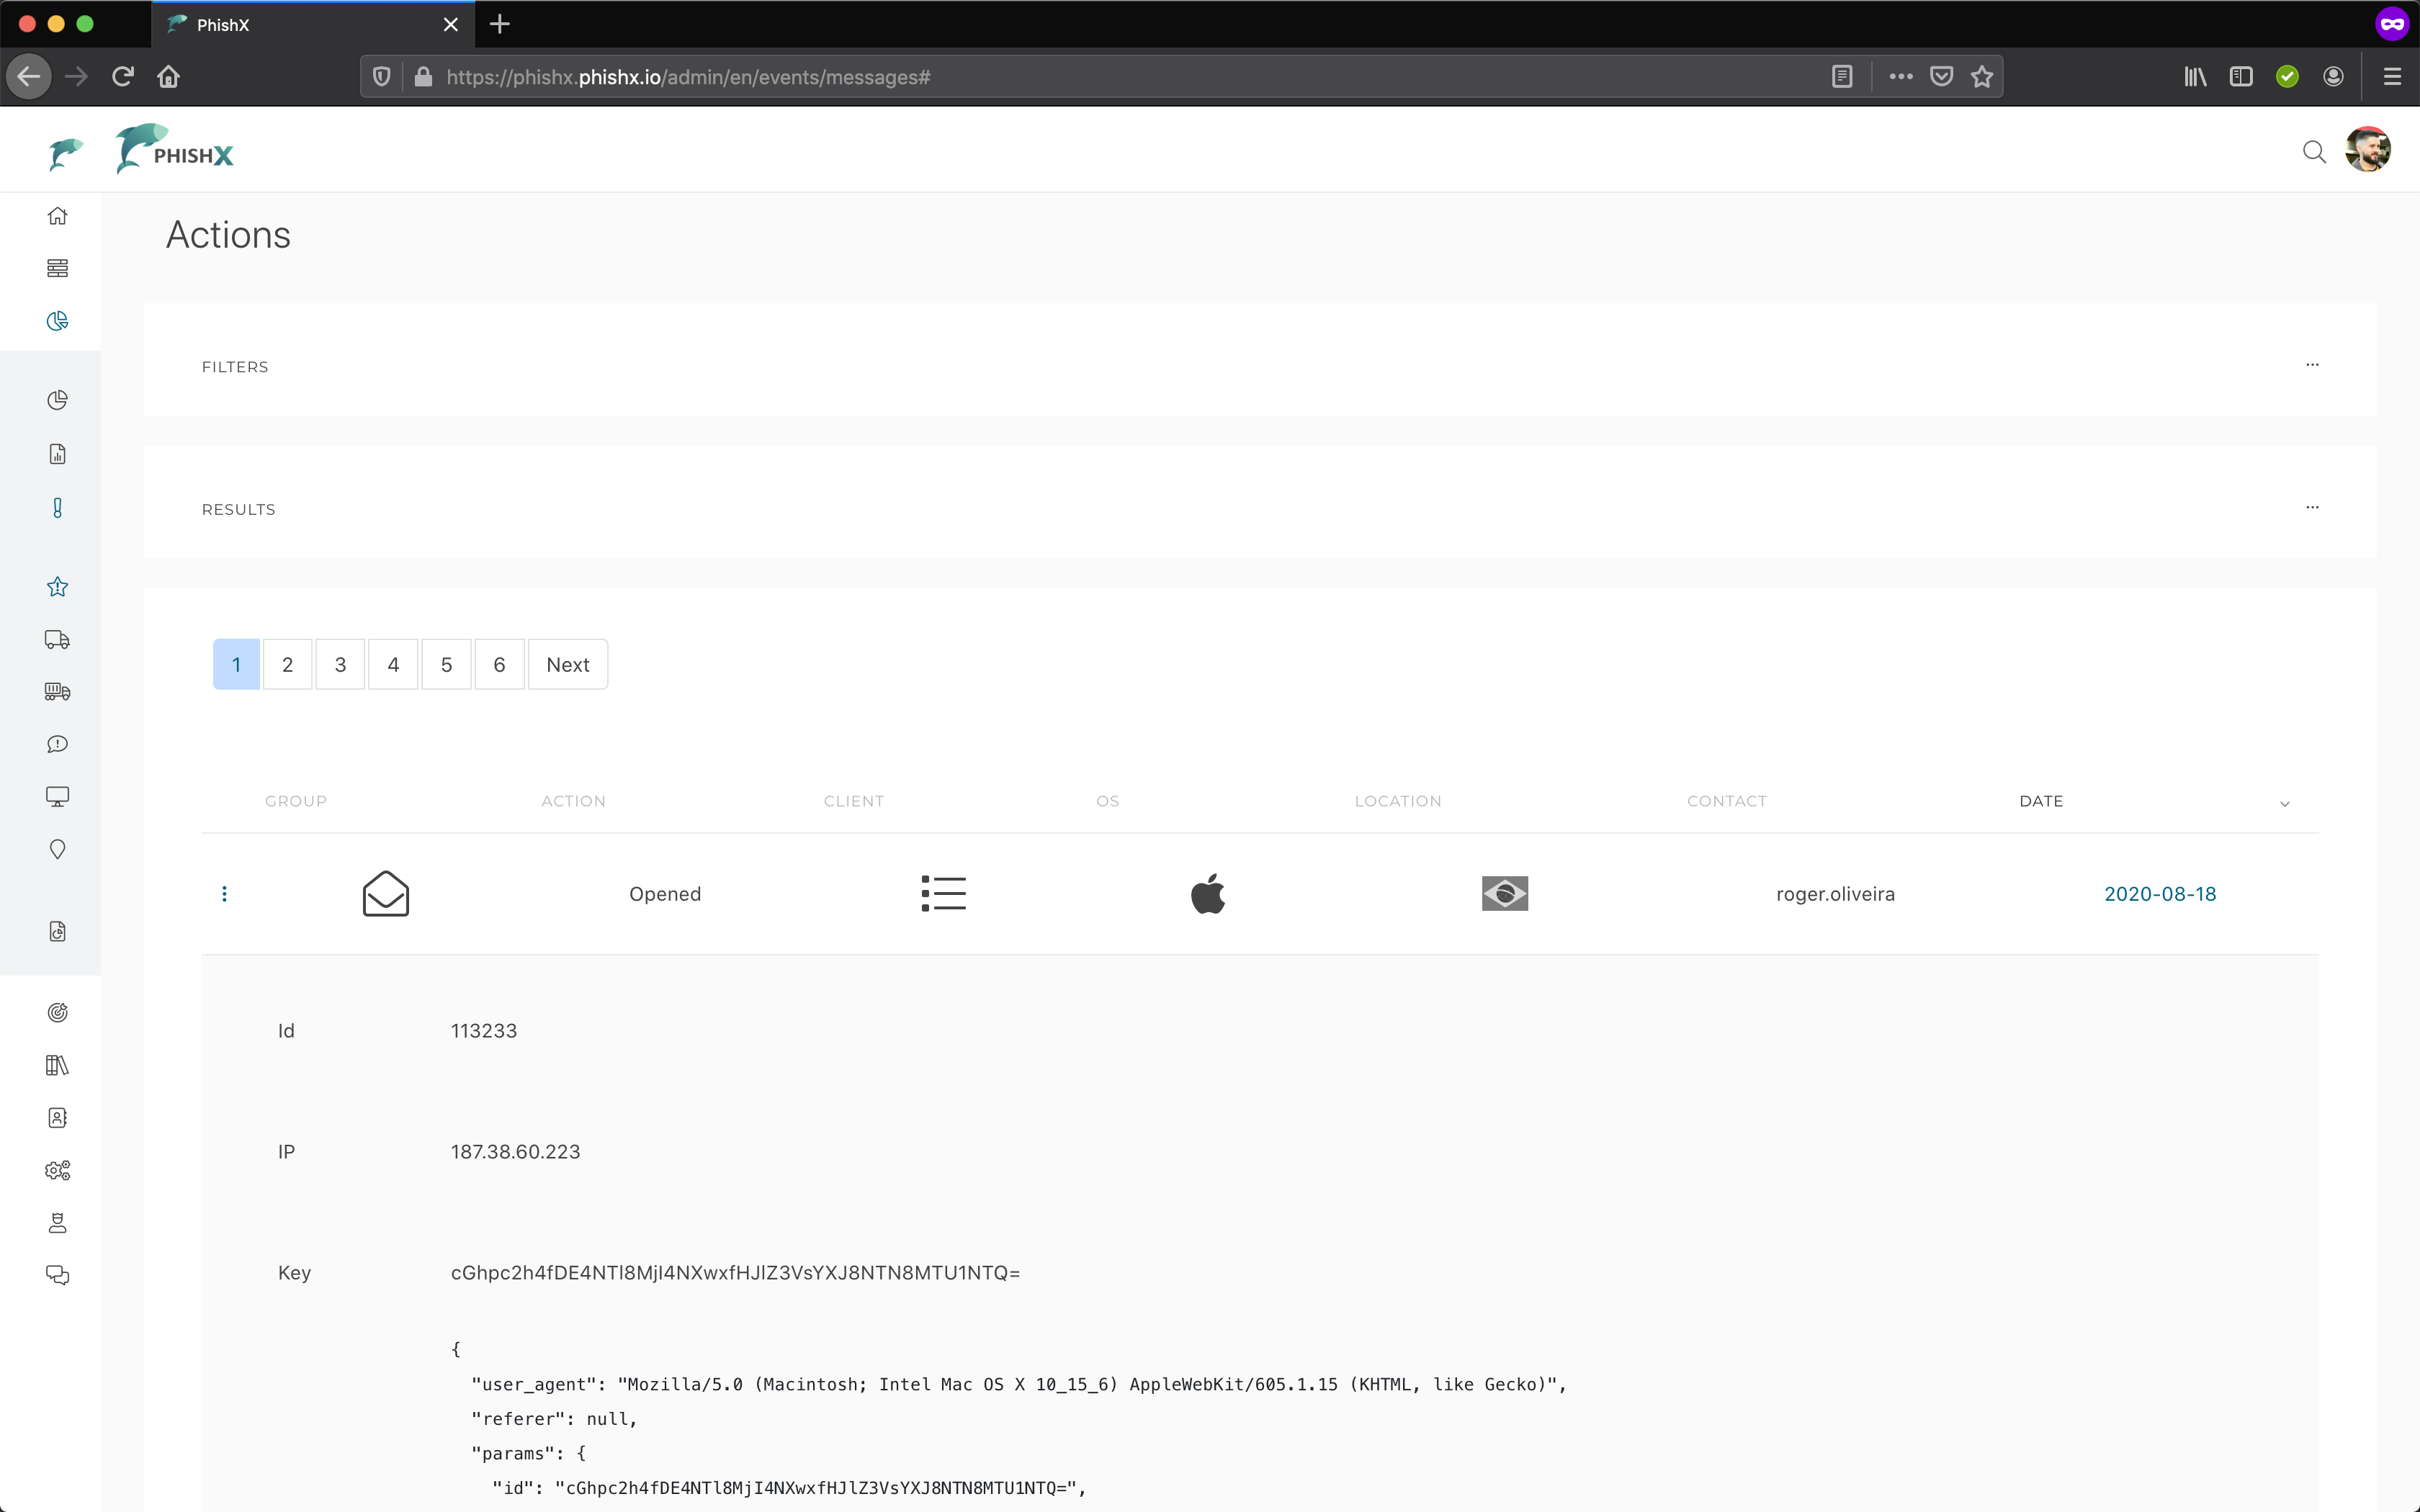 PhishX
https://phishx.phishx.io/admin/en/events/messages#
PHISHX
Actions
FILTERS
RESULTS
1 2 3 4 5 6 Next
GROUP ACTION CLIENT OS LOCATION CONTACT DATE
Opened roger.oliveira 2020-08-18
Id 113233
IP 187.38.60.223
Key cGhpc2h4fDE4NTl8MjI4NXwxfHJlZ3VsYXJ8NTN8MTU1NTQ=
{
"user_agent": "Mozilla/5.0 (Macintosh; Intel Mac OS X 10_15_6) AppleWebKit/605.1.15 (KHTML, like Gecko)",
"referer": null,
"params": {
"id": "cGhpc2h4fDE4NTl8MjI4NXwxfHJlZ3VsYXJ8NTN8MTU1NTQ=",